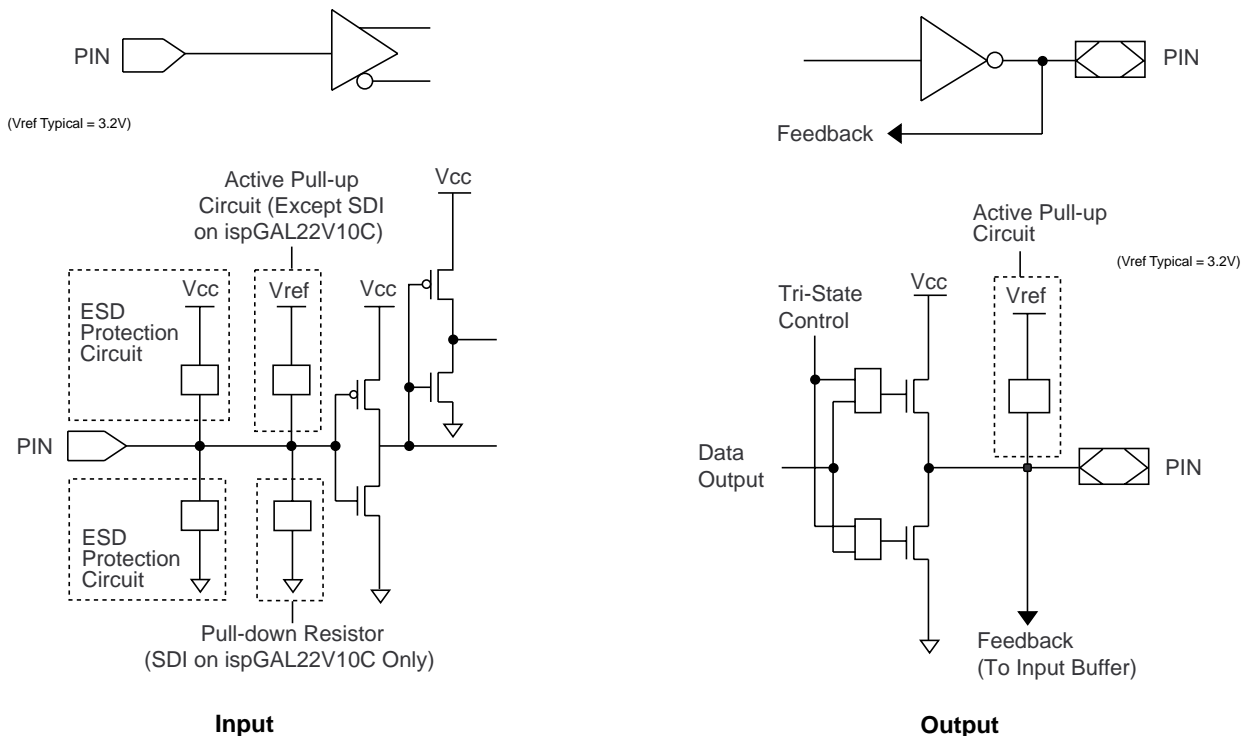 PIN
(Vref Typical = 3.2V)
Active Pull-up
Circuit (Except SDI
on ispGAL22V10C)
Vcc
Vcc
Vref
Vcc
ESD
Protection
Circuit
PIN
ESD
Protection
Circuit
Pull-down Resistor
(SDI on ispGAL22V10C Only)
Input
PIN
Feedback
Active Pull-up
Circuit
(Vref Typical = 3.2V)
Tri-State
Control
Vcc
Vref
Data
Output
PIN
Feedback
(To Input Buffer)
Output